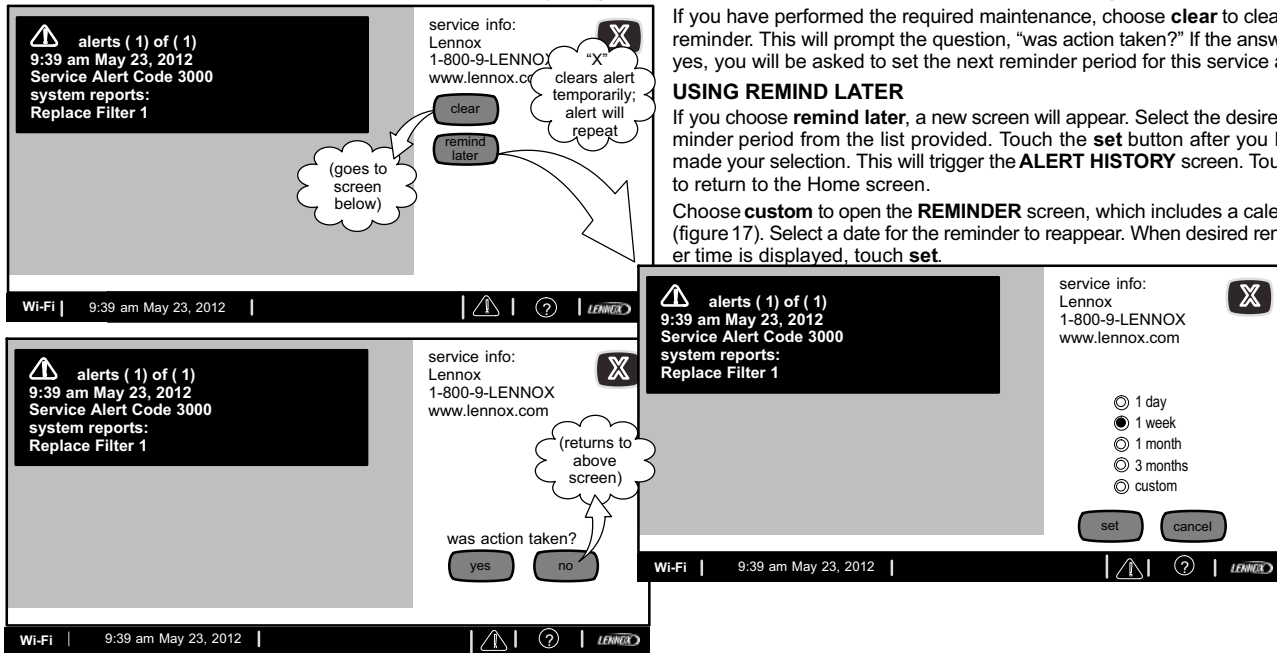 alerts ( 1) of ( 1)
9:39 am May 23, 2012
Service Alert Code 3000
system reports:
Replace Filter 1
service info:
Lennox
1-800-9-LENNOX
www.lennox.co
X
"X"
clears alert
temporarily;
alert will
repeat
clear
remind
later
(goes to
screen
below)
Wi-Fi | 9:39 am May 23, 2012 | | | ? | LENNOX
If you have performed the required maintenance, choose clear to clea
reminder. This will prompt the question, “was action taken?” If the answ
yes, you will be asked to set the next reminder period for this service a
USING REMIND LATER
If you choose remind later, a new screen will appear. Select the desire
minder period from the list provided. Touch the set button after you
made your selection. This will trigger the ALERT HISTORY screen. Tou
to return to the Home screen.
Choose custom to open the REMINDER screen, which includes a cale
(figure 17). Select a date for the reminder to reappear. When desired ren
er time is displayed, touch set.
alerts ( 1) of ( 1)
9:39 am May 23, 2012
Service Alert Code 3000
system reports:
Replace Filter 1
service info:
Lennox
1-800-9-LENNOX
www.lennox.com
X
(returns to
above
screen)
was action taken?
yes no
Wi-Fi | 9:39 am May 23, 2012 | | | ? | LENNOX
alerts ( 1) of ( 1)
9:39 am May 23, 2012
Service Alert Code 3000
system reports:
Replace Filter 1
service info:
Lennox
1-800-9-LENNOX
www.lennox.com
X
1 day
1 week
1 month
3 months
custom
set cancel
Wi-Fi | 9:39 am May 23, 2012 | | | ? | LENNOX